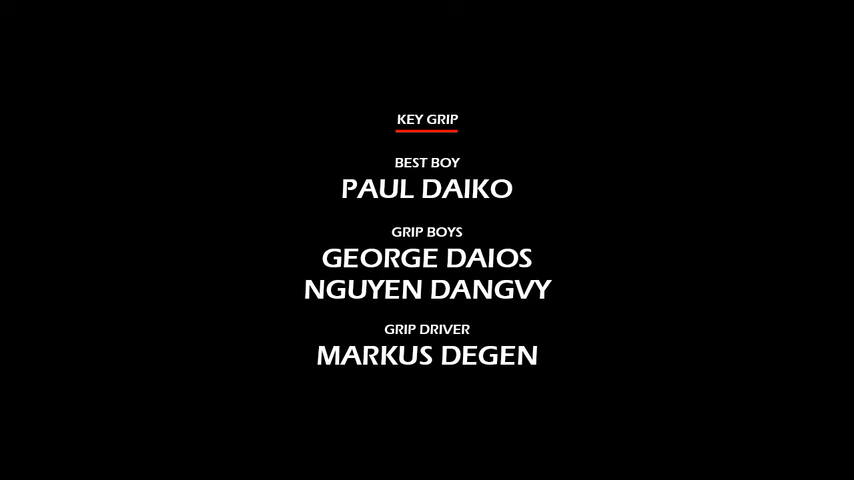 KEY GRIP
BEST BOY
PAUL DAIKO
GRIP BOYS
GEORGE DAIOS
NGUYEN DANGVY
GRIP DRIVER
MARKUS DEGEN